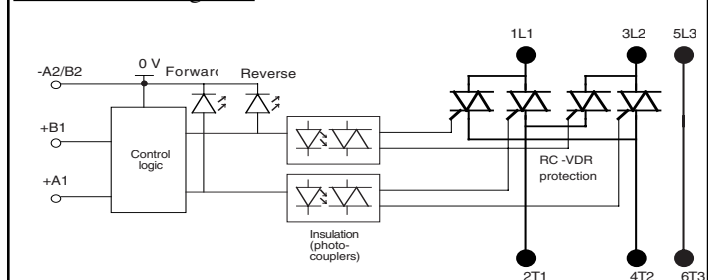 1L1
3L2
5L3
0 V
Forward
Reverse
-A2/B2
+B1
Control
logic
+A1
RC -VDR
protection
Insulation
(photo-
couplers)
2T1
4T2
6T3